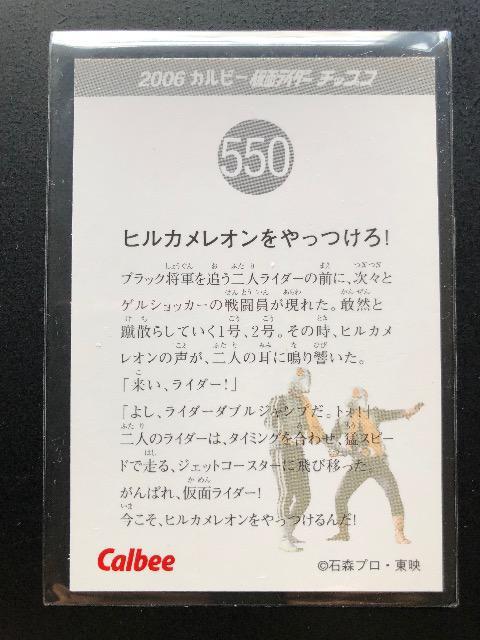 2006 カルビー 仮面ライダー チップス
550
ヒルカメレオンをやっつけろ!
ブラック将軍を追う二人ライダーの前に、次々と
ゲルショッカーの戦闘員が現れた。敢然と
蹴散らしていく1号、2号。その時、ヒルカメ
レオンの声が、二人の耳に鳴り響いた。
「来い、ライダー!」
「よし、ライダーダブルジャンプだ。トォ!」
二人のライダーは、タイミングを合わせ、猛スピー
ドで走る、ジェットコースターに飛び移った。
がんばれ、仮面ライダー!
今こそ、ヒルカメレオンをやっつけるんだ!
Calbee
©石森プロ・東映